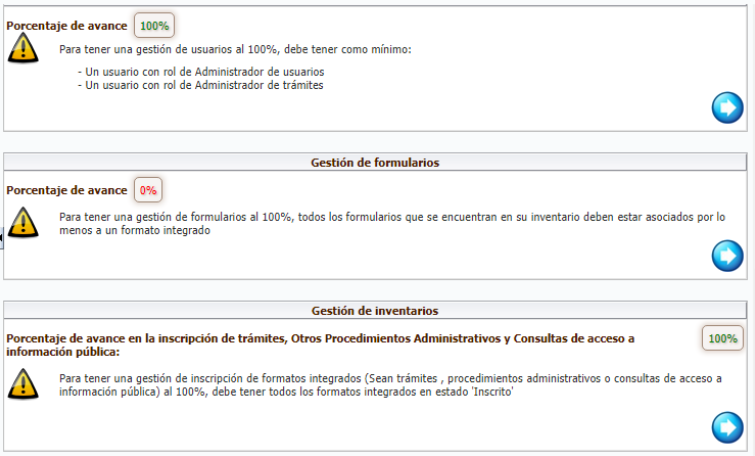 Porcentaje de avance 100%
Para tener una gestión de usuarios al 100%, debe tener como mínimo:
- Un usuario con rol de Administrador de usuarios
- Un usuario con rol de Administrador de trámites
Gestión de formularios
Porcentaje de avance 0%
Para tener una gestión de formularios al 100%, todos los formularios que se encuentran en su inventario deben estar asociados por lo
menos a un formato integrado
Gestión de inventarios
Porcentaje de avance en la inscripción de trámites, Otros Procedimientos Administrativos y Consultas de acceso a
información pública:
100%
Para tener una gestión de inscripción de formatos integrados (Sean trámites , procedimientos administrativos o consultas de acceso a
información pública) al 100%, debe tener todos los formatos integrados en estado 'Inscrito'